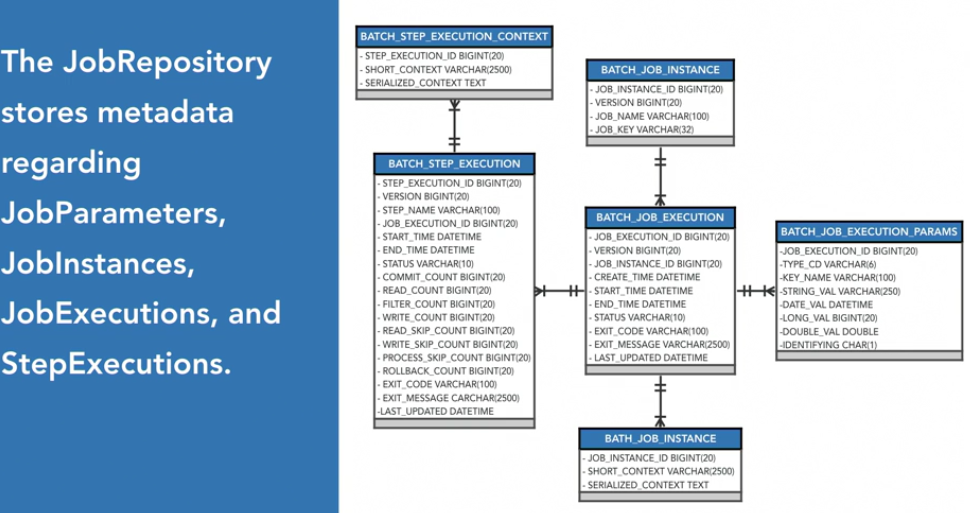 The JobRepository
stores metadata
regarding
JobParameters,
JobInstances,
JobExecutions, and
StepExecutions.
BATCH_STEP_EXECUTION_CONTEXT
- STEP_EXECUTION_ID BIGINT(20)
- SHORT_CONTEXT VARCHAR(2500)
- SERIALIZED_CONTEXT TEXT
BATCH_JOB_INSTANCE
- JOB_INSTANCE_ID BIGINT(20)
- VERSION BIGINT(20)
- JOB_NAME VARCHAR(100)
- JOB_KEY VARCHAR(32)
BATCH_STEP_EXECUTION
- STEP_EXECUTION_ID BIGINT(20)
- VERSION BIGINT(20)
- STEP_NAME VARCHAR(100)
- JOB_EXECUTION_ID BIGINT(20)
- START_TIME DATETIME
- END_TIME DATETIME
- STATUS VARCHAR(10)
- COMMIT_COUNT BIGINT(20)
- READ_COUNT BIGINT(20)
- FILTER_COUNT BIGINT(20)
- WRITE_COUNT BIGINT(20)
- READ_SKIP_COUNT BIGINT(20)
- WRITE_SKIP_COUNT BIGINT(20)
- PROCESS_SKIP_COUNT BIGINT(20)
- ROLLBACK_COUNT BIGINT(20)
- EXIT_CODE VARCHAR(100)
- EXIT_MESSAGE CARCHAR(2500)
-LAST_UPDATED DATETIME
BATCH_JOB_EXECUTION
- JOB_EXECUTION_ID BIGINT(20)
- VERSION BIGINT(20)
- JOB_INSTANCE_ID BIGINT(20)
- CREATE_TIME DATETIME
- START_TIME DATETIME
- END_TIME DATETIME
- STATUS VARCHAR(10)
- EXIT_CODE VARCHAR(100)
- EXIT_MESSAGE VARCHAR(2500)
- LAST_UPDATED DATETIME
BATCH_JOB_EXECUTION_PARAMS
-JOB_EXECUTION_ID BIGINT(20)
-TYPE_CD VARCHAR(6)
-KEY_NAME VARCHAR(100)
-STRING_VAL VARCHAR(250)
-DATE_VAL DATETIME
-LONG_VAL BIGINT(20)
-DOUBLE_VAL DOUBLE
-IDENTIFYING CHAR(1)
BATH_JOB_INSTANCE
- JOB_INSTANCE_ID BIGINT(20)
- SHORT_CONTEXT VARCHAR(2500)
- SERIALIZED_CONTEXT TEXT